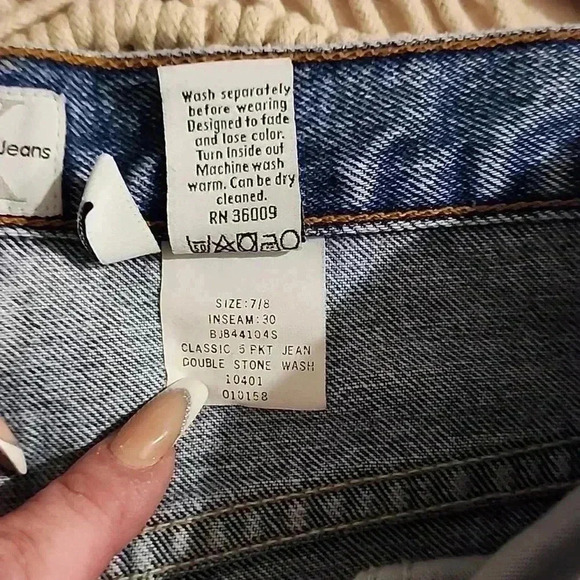 Jeans
Wash separately
before wearing
Designed to fade
and lose color.
Turn Inside out
Machine wash
warm. Can be dry
cleaned.
RN 36009
SIZE:7/8
INSEAM:30
BJ844104S
CLASSIC 5 PKT JEAN
DOUBLE STONE WASH
10401
010158